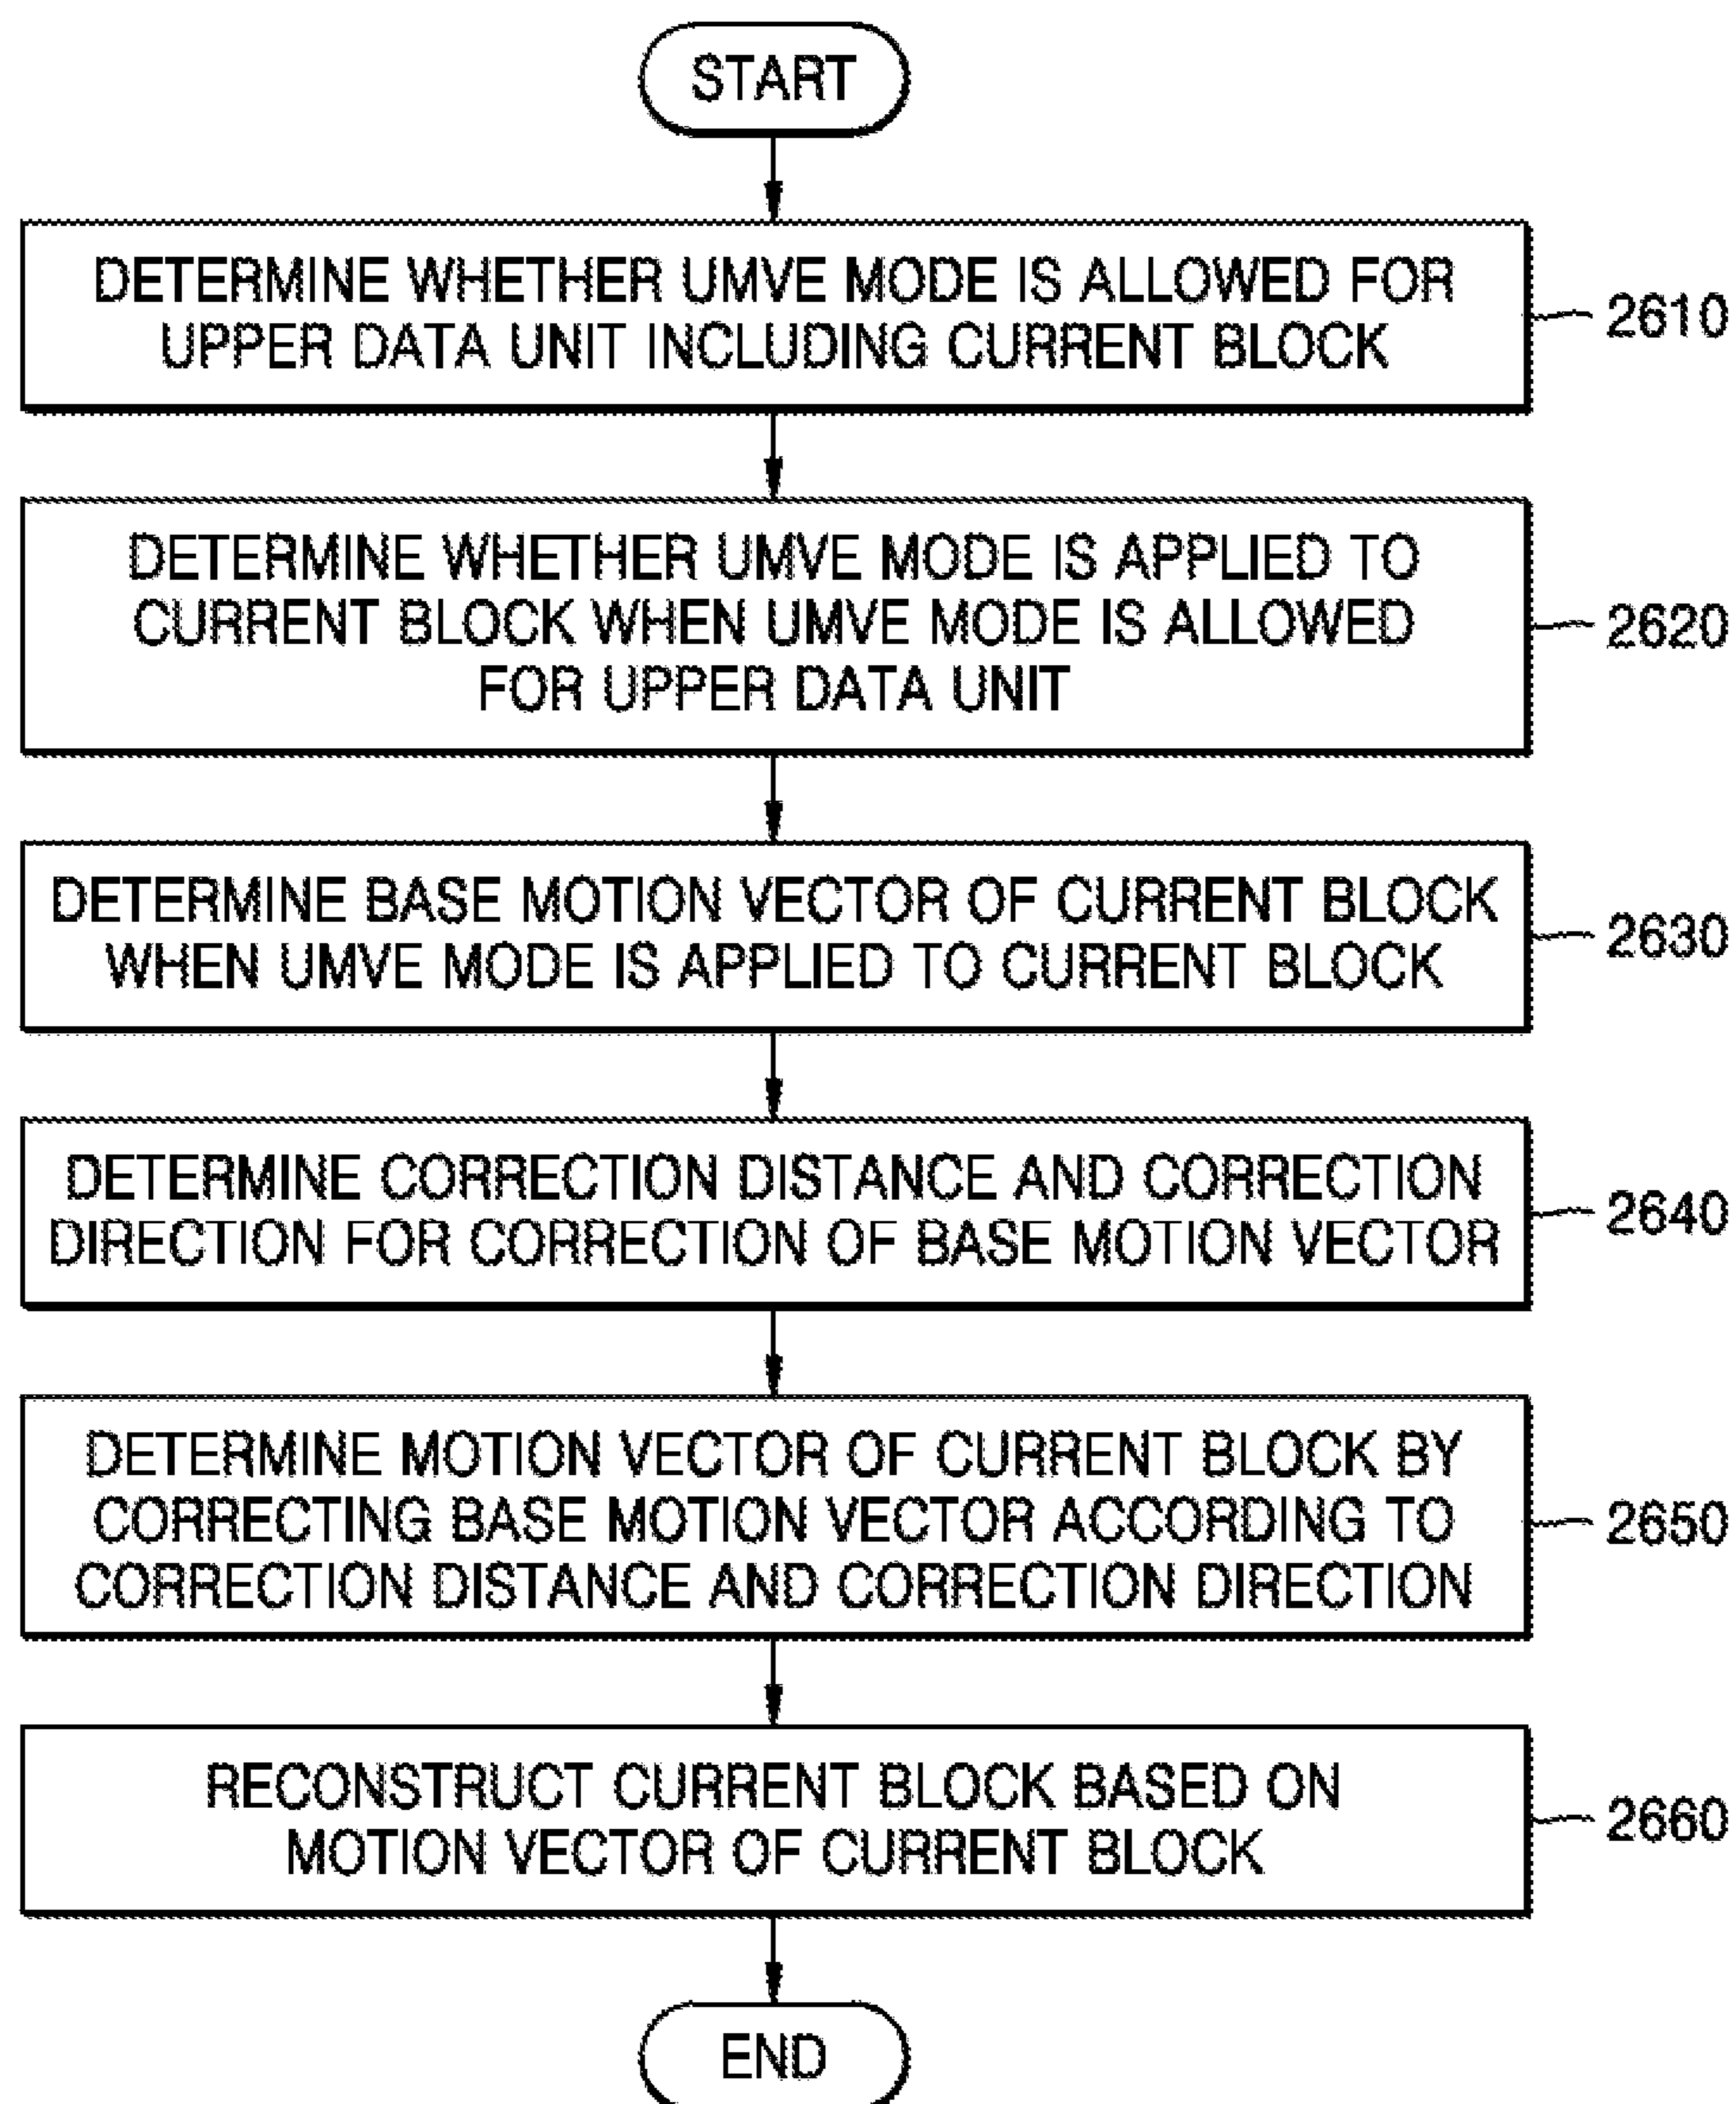 START
DETERMINE WHETHER UMVE MODE IS ALLOWED FOR
UPPER DATA UNIT INCLUDING CURRENT BLOCK
2610
DETERMINE WHETHER UMVE MODE IS APPLIED TO
CURRENT BLOCK WHEN UMVE MODE IS ALLOWED
FOR UPPER DATA UNIT
2620
DETERMINE BASE MOTION VECTOR OF CURRENT BLOCK
WHEN UMVE MODE IS APPLIED TO CURRENT BLOCK
2630
DETERMINE CORRECTION DISTANCE AND CORRECTION
DIRECTION FOR CORRECTION OF BASE MOTION VECTOR
2640
DETERMINE MOTION VECTOR OF CURRENT BLOCK BY
CORRECTING BASE MOTION VECTOR ACCORDING TO
CORRECTION DISTANCE AND CORRECTION DIRECTION
2650
RECONSTRUCT CURRENT BLOCK BASED ON
MOTION VECTOR OF CURRENT BLOCK
2660
END